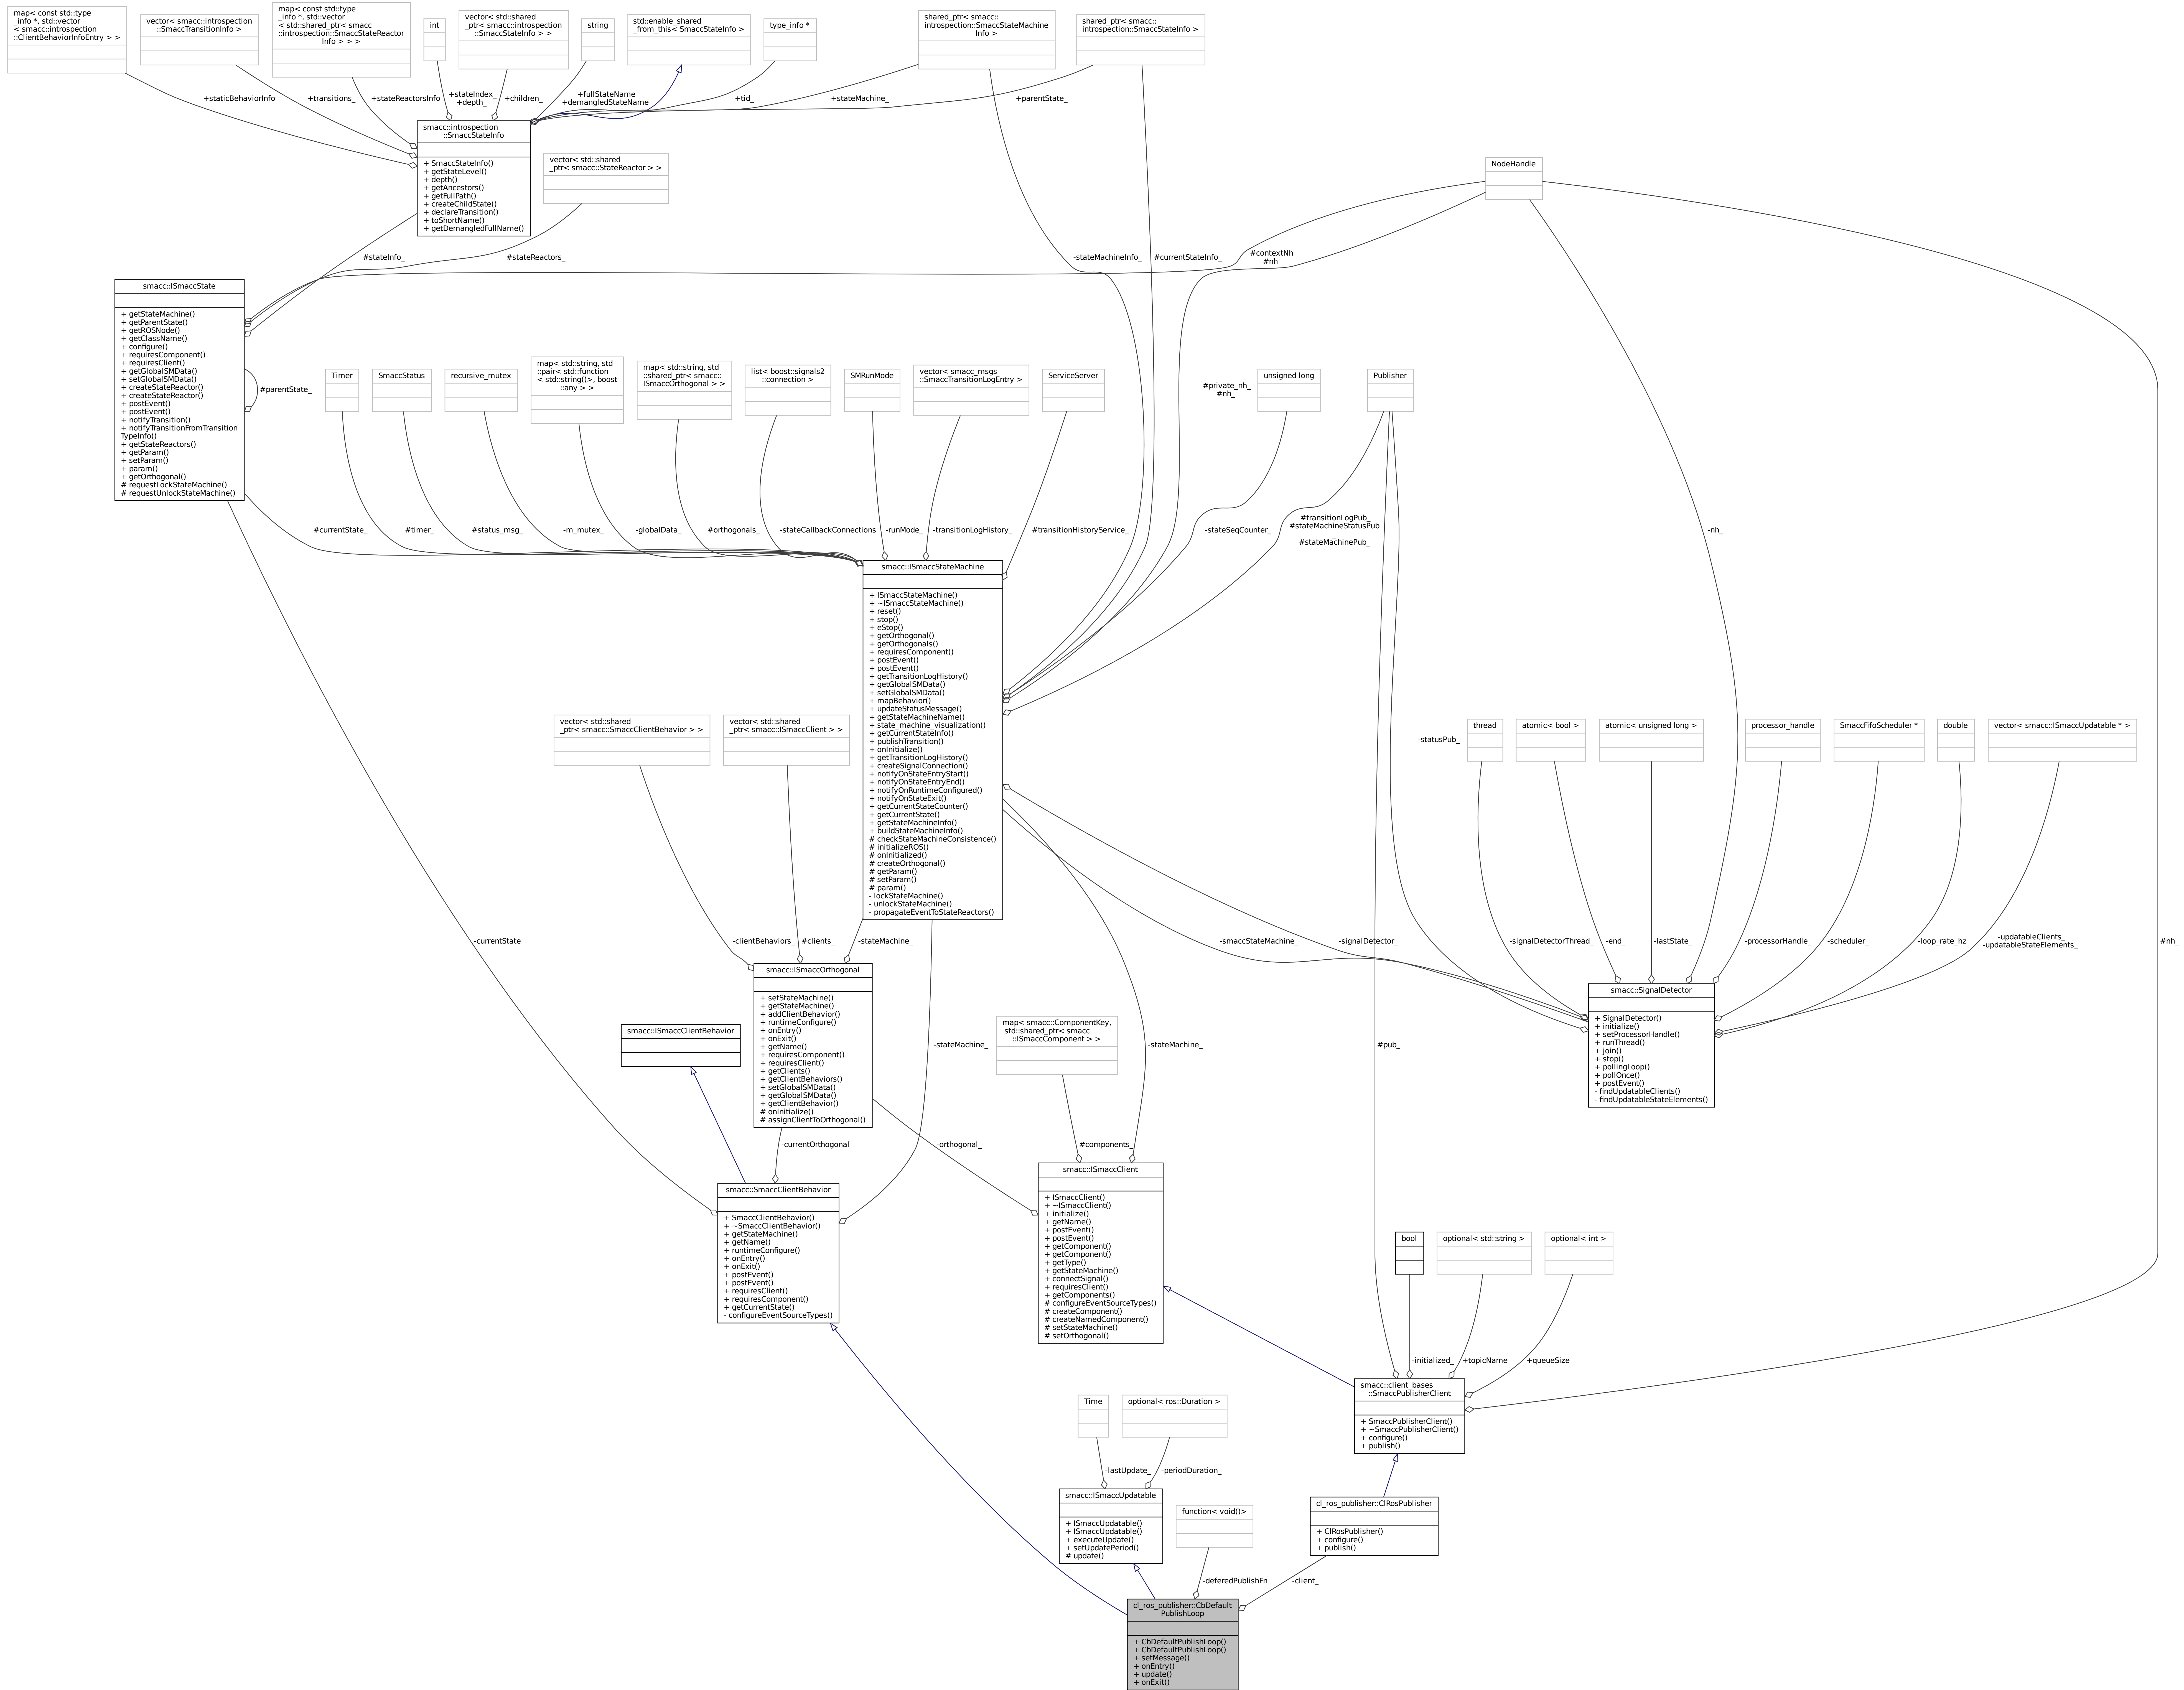 map< const std::type
_info *, std::vector
< smacc::introspection
::ClientBehaviorInfoEntry > >
vector< smacc::introspection
::SmaccTransitionInfo >
map< const std::type
_info *, std::vector
< std::shared_ptr< smacc
::introspection::SmaccStateReactor
Info > > >
int
vector< std::shared
_ptr< smacc::introspection
::SmaccStateInfo > >
string
std::enable_shared
_from_this< SmaccStateInfo >
type_info *
shared_ptr< smacc::
introspection::SmaccStateMachine
Info >
shared_ptr< smacc::
introspection::SmaccStateInfo >
+staticBehaviorInfo
+transitions_
+stateReactorsInfo
+stateIndex_
+depth_
+children_
+fullStateName
+demangledStateName
+tid_
+stateMachine_
+parentState_
smacc::introspection
::SmaccStateInfo
+ SmaccStateInfo()
+ getStateLevel()
+ depth()
+ getAncestors()
+ getFullPath()
+ createChildState()
+ declareTransition()
+ toShortName()
+ getDemangledFullName()
vector< std::shared
_ptr< smacc::StateReactor > >
NodeHandle
#stateInfo_
#stateReactors_
-stateMachineInfo_
#currentStateInfo_
#contextNh
#nh
smacc::ISmaccState
+ getStateMachine()
+ getParentState()
+ getROSNode()
+ getClassName()
+ configure()
+ requiresComponent()
+ requiresClient()
+ getGlobalSMData()
+ setGlobalSMData()
+ createStateReactor()
+ createStateReactor()
+ postEvent()
+ postEvent()
+ notifyTransition()
+ notifyTransitionFromTransition
TypeInfo()
+ getStateReactors()
+ getParam()
+ setParam()
+ param()
+ getOrthogonal()
# requestLockStateMachine()
# requestUnlockStateMachine()
#parentState_
Timer
SmaccStatus
recursive_mutex
map< std::string, std
::pair< std::function
< std::string()>, boost
::any > >
map< std::string, std
::shared_ptr< smacc::
ISmaccOrthogonal > >
list< boost::signals2
::connection >
SMRunMode
vector< smacc_msgs
::SmaccTransitionLogEntry >
ServiceServer
#private_nh_
#nh_
unsigned long
Publisher
#currentState_
#timer_
#status_msg_
-m_mutex_
-globalData_
#orthogonals_
-stateCallbackConnections
-runMode_
-transitionLogHistory_
#transitionHistoryService_
-stateSeqCounter_
#transitionLogPub_
#stateMachineStatusPub
_
#stateMachinePub_
-nh_
smacc::ISmaccStateMachine
+ ISmaccStateMachine()
+ ~ISmaccStateMachine()
+ reset()
+ stop()
+ eStop()
+ getOrthogonal()
+ getOrthogonals()
+ requiresComponent()
+ postEvent()
+ postEvent()
+ getTransitionLogHistory()
+ getGlobalSMData()
+ setGlobalSMData()
+ mapBehavior()
+ updateStatusMessage()
+ getStateMachineName()
+ state_machine_visualization()
+ getCurrentStateInfo()
+ publishTransition()
+ onInitialize()
+ getTransitionLogHistory()
+ createSignalConnection()
+ notifyOnStateEntryStart()
+ notifyOnStateEntryEnd()
+ notifyOnRuntimeConfigured()
+ notifyOnStateExit()
+ getCurrentStateCounter()
+ getCurrentState()
+ getStateMachineInfo()
+ buildStateMachineInfo()
# checkStateMachineConsistence()
# initializeROS()
# onInitialized()
# createOrthogonal()
# getParam()
# setParam()
# param()
- lockStateMachine()
- unlockStateMachine()
- propagateEventToStateReactors()
vector< std::shared
_ptr< smacc::SmaccClientBehavior > >
vector< std::shared
_ptr< smacc::ISmaccClient > >
-statusPub_
thread
atomic< bool >
atomic< unsigned long >
processor_handle
SmaccFifoScheduler *
double
vector< smacc::ISmaccUpdatable * >
-currentState
-clientBehaviors_
#clients_
-stateMachine_
-smaccStateMachine_
-signalDetector_
-signalDetectorThread_
-end_
-lastState_
-processorHandle_
-scheduler_
-loop_rate_hz
-updatableClients_
-updatableStateElements_
#nh_
smacc::ISmaccOrthogonal
+ setStateMachine()
+ getStateMachine()
+ addClientBehavior()
+ runtimeConfigure()
+ onEntry()
+ onExit()
+ getName()
+ requiresComponent()
+ requiresClient()
+ getClients()
+ getClientBehaviors()
+ setGlobalSMData()
+ getGlobalSMData()
+ getClientBehavior()
# onInitialize()
# assignClientToOrthogonal()
smacc::SignalDetector
+ SignalDetector()
+ initialize()
+ setProcessorHandle()
+ runThread()
+ join()
+ stop()
+ pollingLoop()
+ pollOnce()
+ postEvent()
- findUpdatableClients()
- findUpdatableStateElements()
smacc::ISmaccClientBehavior
map< smacc::ComponentKey,
std::shared_ptr< smacc
::ISmaccComponent > >
-stateMachine_
-stateMachine_
#pub_
-currentOrthogonal
-orthogonal_
#components_
smacc::SmaccClientBehavior
+ SmaccClientBehavior()
+ ~SmaccClientBehavior()
+ getStateMachine()
+ getName()
+ runtimeConfigure()
+ onEntry()
+ onExit()
+ postEvent()
+ postEvent()
+ requiresClient()
+ requiresComponent()
+ getCurrentState()
- configureEventSourceTypes()
smacc::ISmaccClient
+ ISmaccClient()
+ ~ISmaccClient()
+ initialize()
+ getName()
+ postEvent()
+ postEvent()
+ getComponent()
+ getComponent()
+ getType()
+ getStateMachine()
+ connectSignal()
+ requiresClient()
+ getComponents()
# configureEventSourceTypes()
# createComponent()
# createNamedComponent()
# setStateMachine()
# setOrthogonal()
bool
optional< std::string >
optional< int >
-initialized_
+topicName
+queueSize
smacc::client_bases
::SmaccPublisherClient
+ SmaccPublisherClient()
+ ~SmaccPublisherClient()
+ configure()
+ publish()
Time
optional< ros::Duration >
-lastUpdate_
-periodDuration_
smacc::ISmaccUpdatable
+ ISmaccUpdatable()
+ ISmaccUpdatable()
+ executeUpdate()
+ setUpdatePeriod()
# update()
function< void()>
cl_ros_publisher::ClRosPublisher
+ ClRosPublisher()
+ configure()
+ publish()
-deferedPublishFn
-client_
cl_ros_publisher::CbDefault
PublishLoop
+ CbDefaultPublishLoop()
+ CbDefaultPublishLoop()
+ setMessage()
+ onEntry()
+ update()
+ onExit()